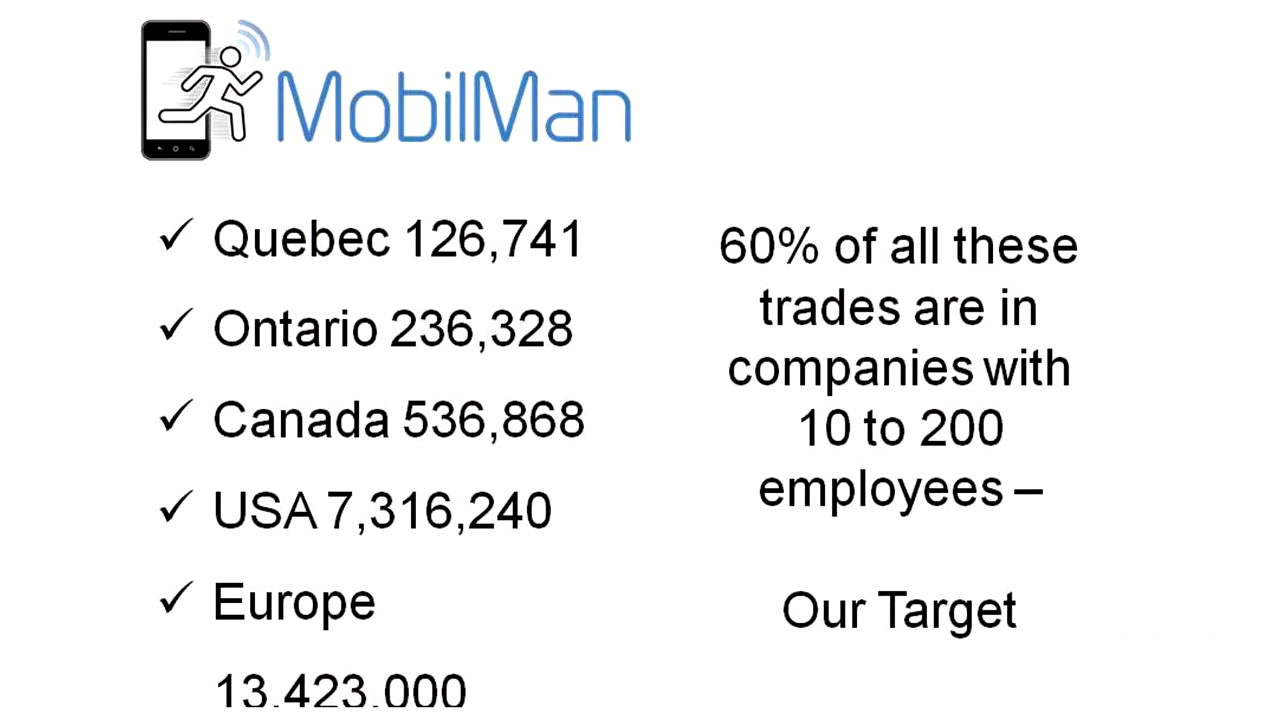 MobilMan
✓ Quebec 126,741
✓ Ontario 236,328
✓ Canada 536,868
✓ USA 7,316,240
✓ Europe
13,423,000
60% of all these
trades are in
companies with
10 to 200
employees –
Our Target